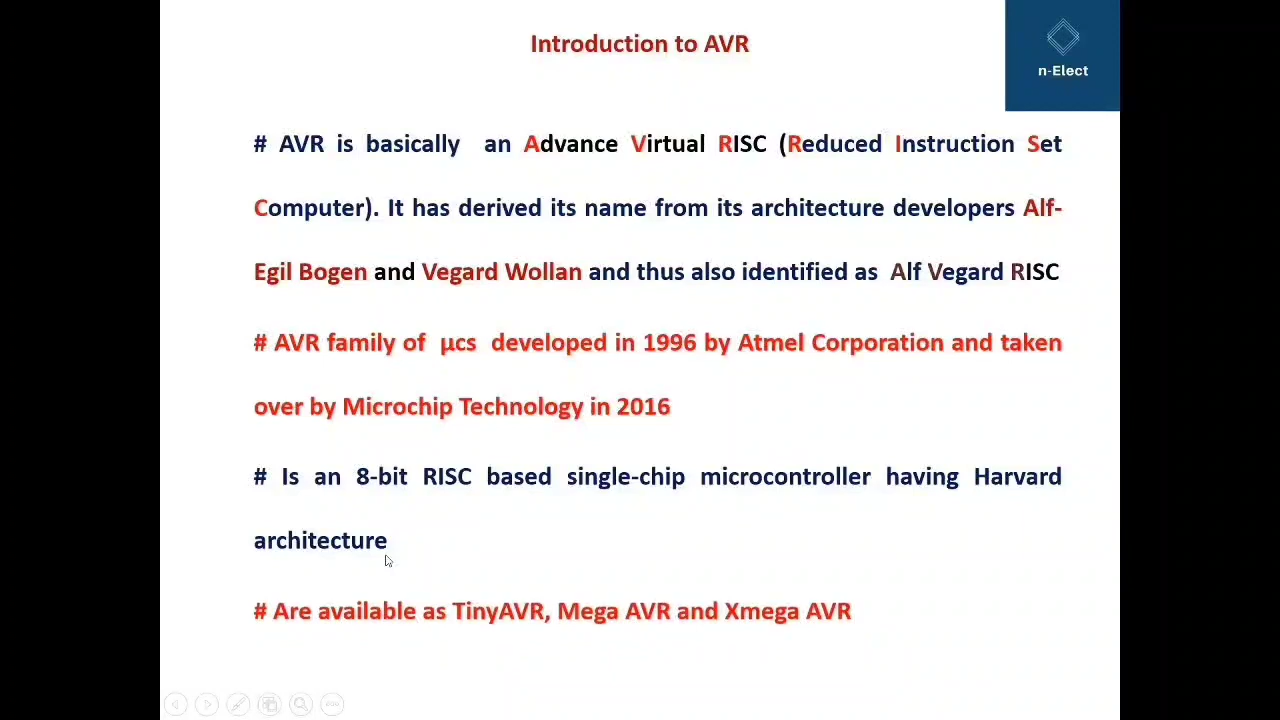 Introduction to AVR
n-Elect
# AVR is basically an Advance Virtual RISC (Reduced Instruction Set
Computer). It has derived its name from its architecture developers Alf-
Egil Bogen and Vegard Wollan and thus also identified as Alf Vegard RISC
# AVR family of µcs developed in 1996 by Atmel Corporation and taken
over by Microchip Technology in 2016
# Is an 8-bit RISC based single-chip microcontroller having Harvard
architecture
# Are available as TinyAVR, Mega AVR and Xmega AVR